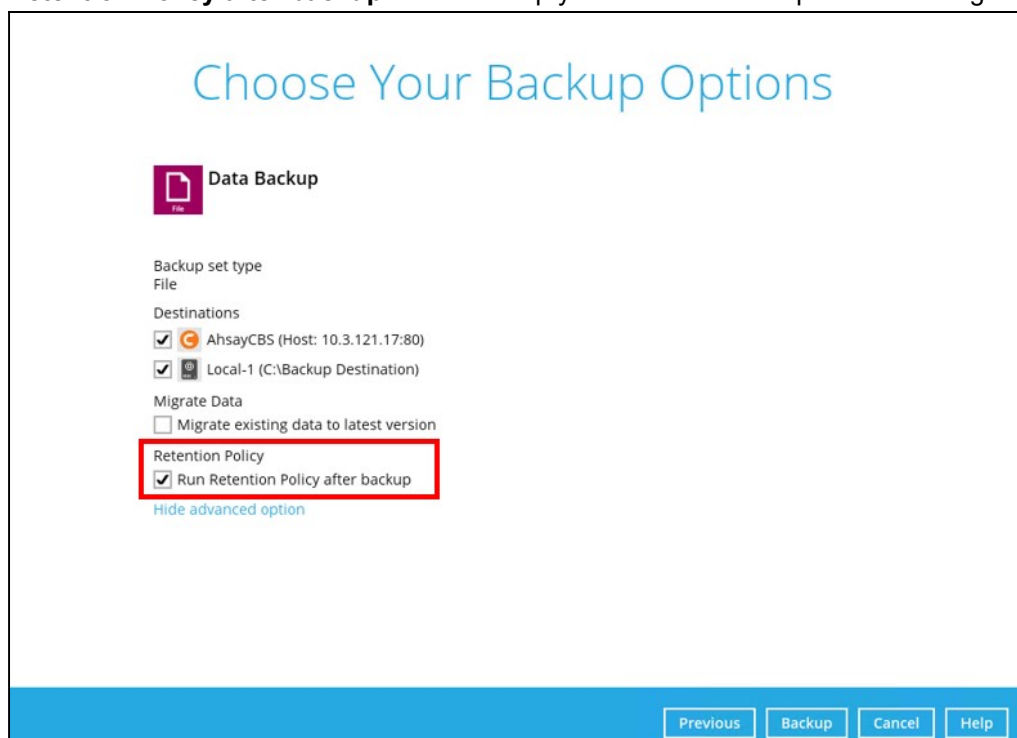 Choose Your Backup Options
Data Backup
File
Backup set type
File
Destinations
AhsayCBS (Host: 10.3.121.17:80)
Local-1 (C:\Backup Destination)
Migrate Data
Migrate existing data to latest version
Retention Policy
Run Retention Policy after backup
Hide advanced option
Previous Backup Cancel Help